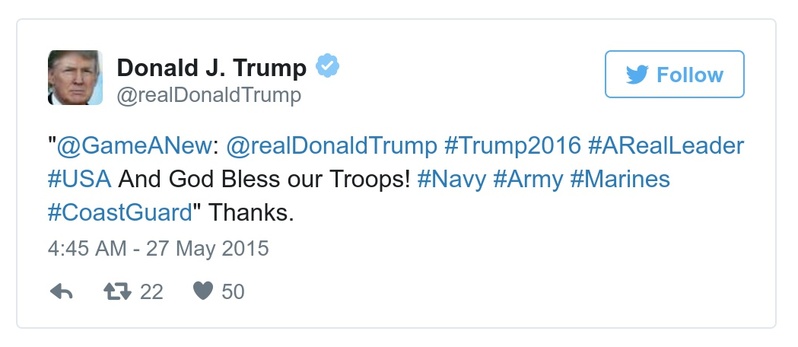 Donald J. Trump
@realDonaldTrump
Follow
"@GameANew: @realDonaldTrump #Trump2016 #ARealLeader
#USA And God Bless our Troops! #Navy #Army #Marines
#CoastGuard" Thanks.
4:45 AM - 27 May 2015
22 50